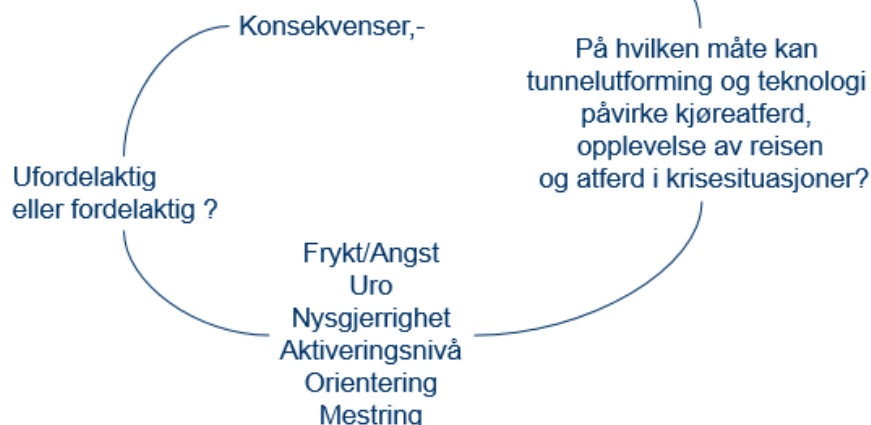 Konsekvenser,-
På hvilken måte kan
tunnelutforming og teknologi
påvirke kjøreatferd,
opplevelse av reisen
og atferd i krisesituasjoner?
Ufordelaktig
eller fordelaktig ?
Frykt/Angst
Uro
Nysgjerrighet
Aktiveringsnivå
Orientering
Mestring